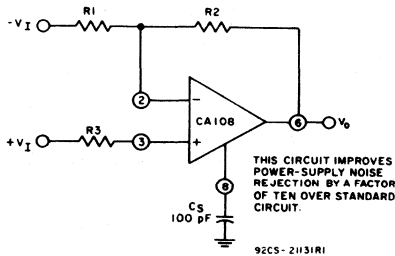 R1
R2
-VI
2
-
CA108
6
Vo
+VI
R3
3
+
8
CS
100 pF
THIS CIRCUIT IMPROVES
POWER-SUPPLY NOISE
REJECTION BY A FACTOR
OF TEN OVER STANDARD
CIRCUIT.
92CS-21131R1